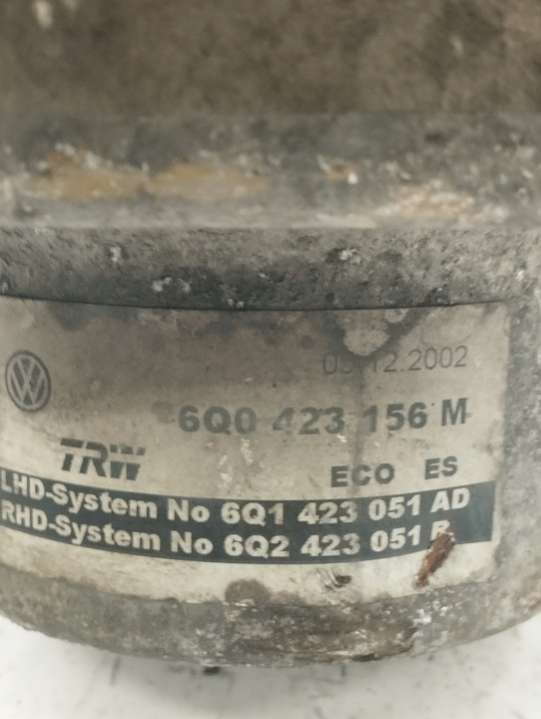 .12.2002
6Q0 423 156 M
TRW
ECO ES
LHD-System No 6Q1 423 051 AD
RHD-System No 6Q2 423 051